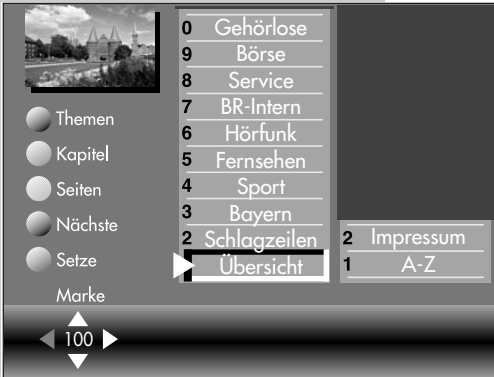 Themen
Kapitel
Seiten
Nächste
Setze
Marke
100
0 Gehörlose
9 Börse
8 Service
7 BR-Intern
6 Hörfunk
5 Fernsehen
4 Sport
3 Bayern
2 Schlagzeilen
Übersicht
2 Impressum
1 A-Z